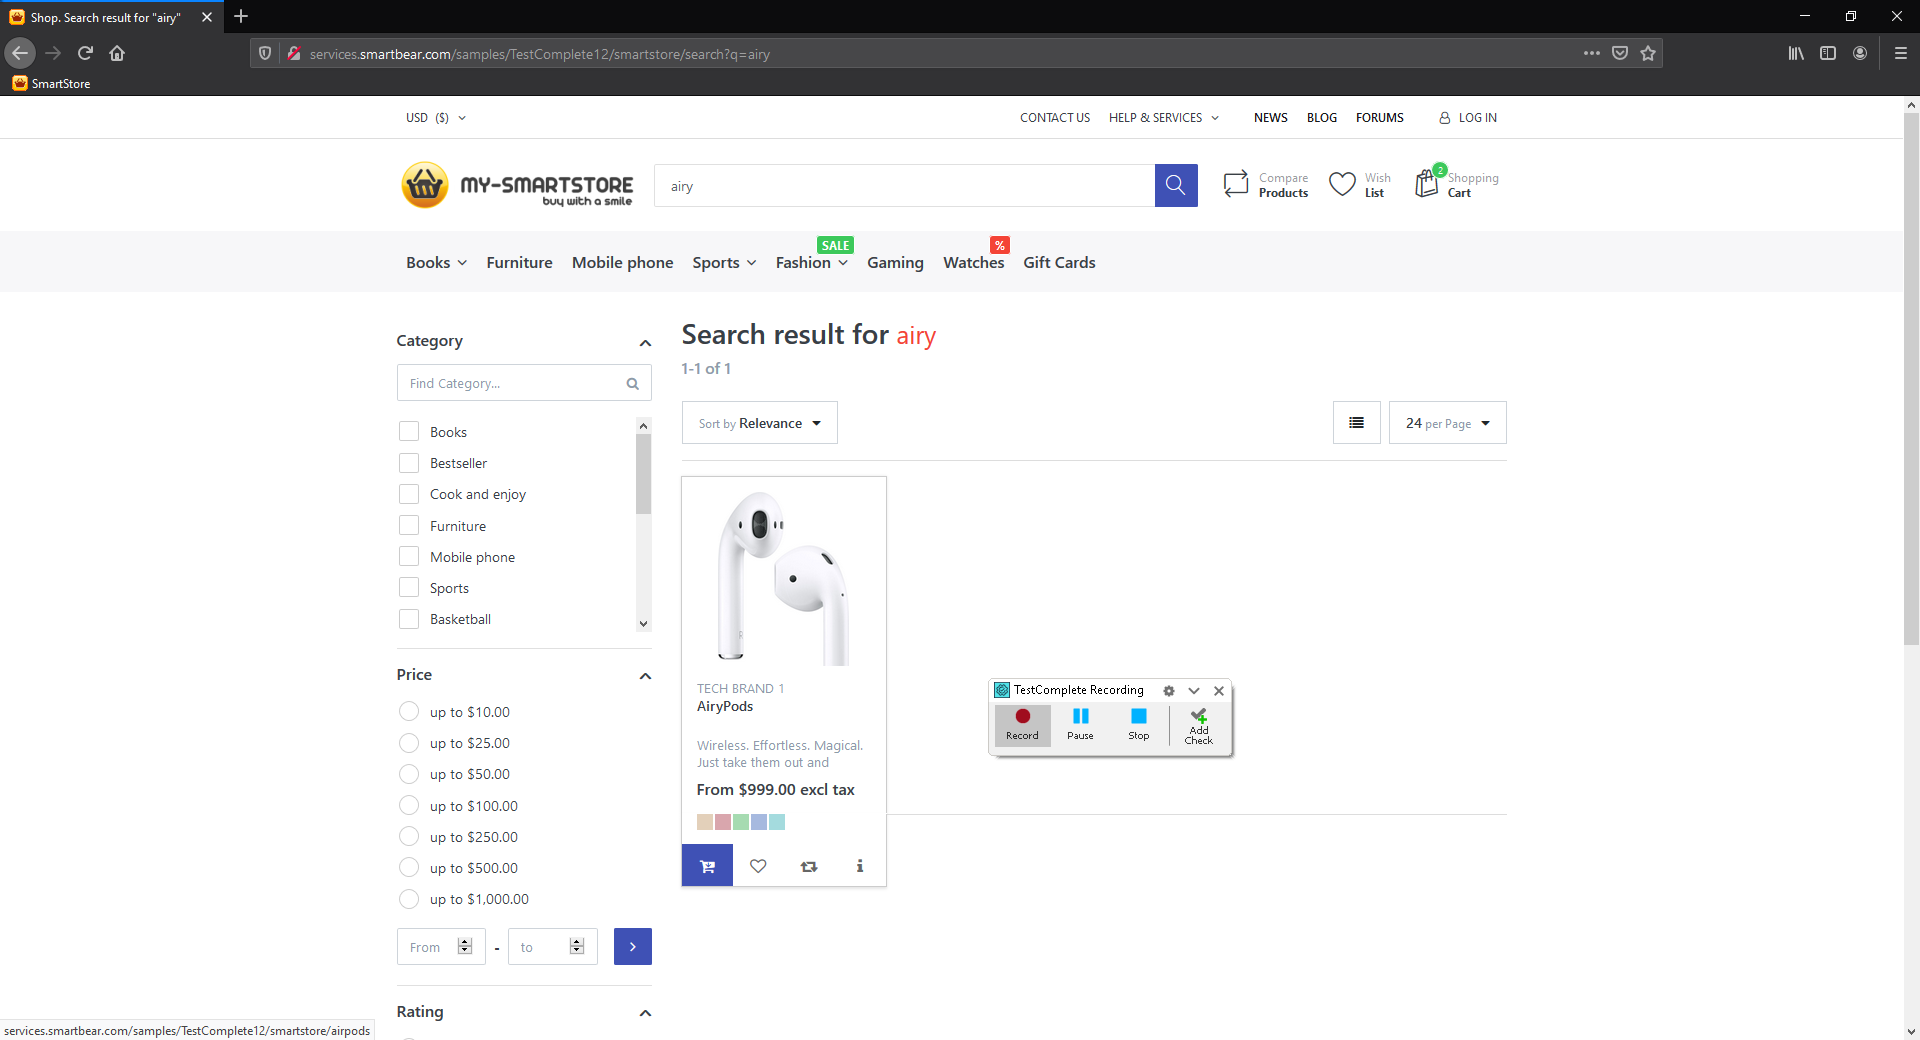 Shop. Search result for "airy"
services.smartbear.com/samples/TestComplete12/smartstore/search?q=airy
SmartStore
USD ($)
CONTACT US
HELP & SERVICES
NEWS
BLOG
FORUMS
LOG IN
MY-SMARTSTORE
buy with a smile
airy
Compare
Products
Wish
List
2
Shopping
Cart
SALE
%
Books
Furniture
Mobile phone
Sports
Fashion
Gaming
Watches
Gift Cards
Category
Find Category...
Books
Bestseller
Cook and enjoy
Furniture
Mobile phone
Sports
Basketball
Price
up to $10.00
up to $25.00
up to $50.00
up to $100.00
up to $250.00
up to $500.00
up to $1,000.00
From - to
Rating
Search result for airy
1-1 of 1
Sort by Relevance
24 per Page
TECH BRAND 1
AiryPods
Wireless. Effortless. Magical.
Just take them out and
From $999.00 excl tax
TestComplete Recording
Record
Pause
Stop
Add
Check
services.smartbear.com/samples/TestComplete12/smartstore/airpods